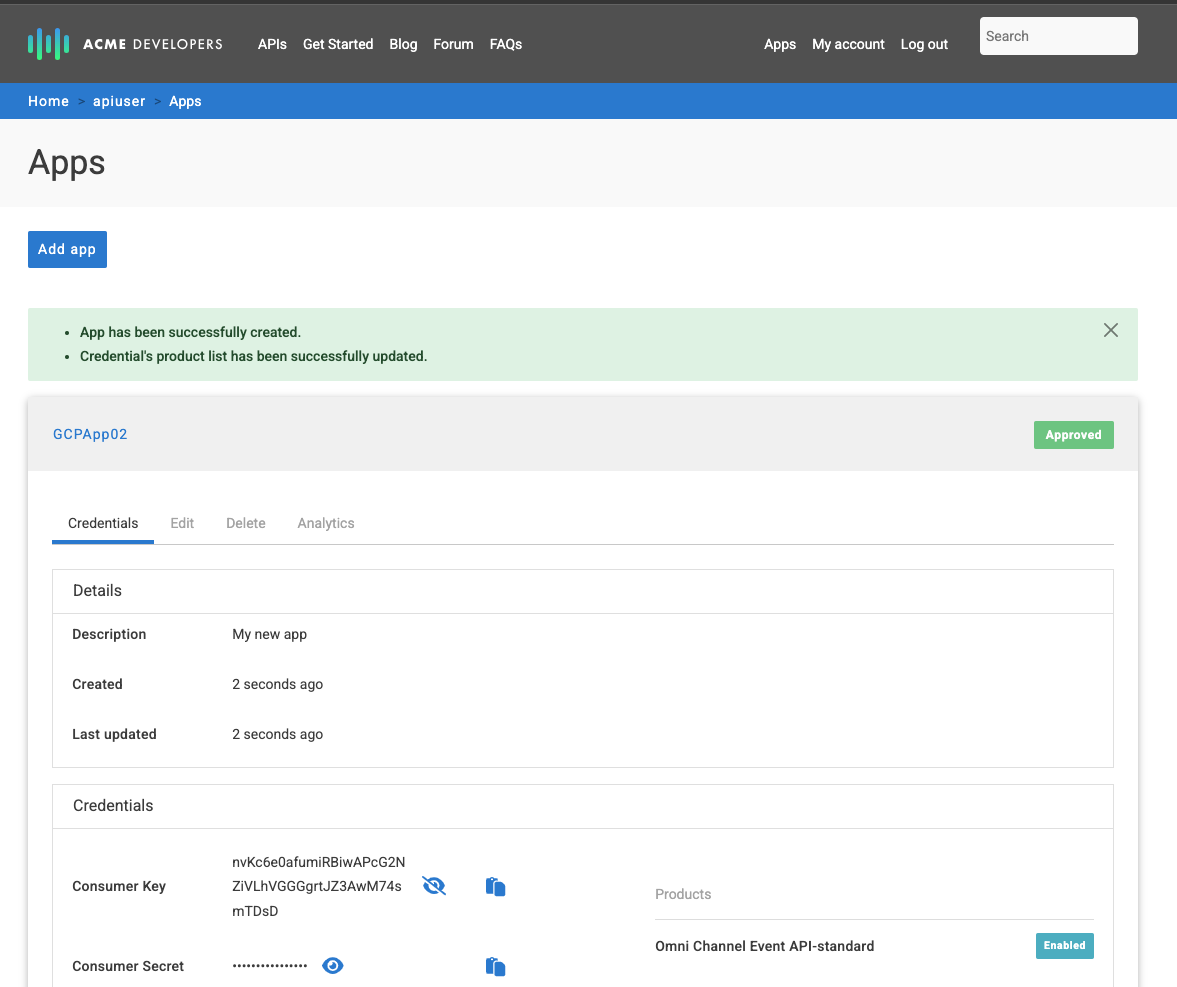 ACME DEVELOPERS APIs Get Started Blog Forum FAQs Apps My account Log out Search
Home > apiuser > Apps
Apps
Add app
• App has been successfully created.
• Credential's product list has been successfully updated.
GCPApp02 Approved
Credentials Edit Delete Analytics
Details
Description My new app
Created 2 seconds ago
Last updated 2 seconds ago
Credentials
Consumer Key
nvKc6e0afumiRBiwAPcG2N
ZiVLhVGGGgrtJZ3AwM74s
mTDsD
Products
Omni Channel Event API-standard Enabled
Consumer Secret ••••••••••••••••